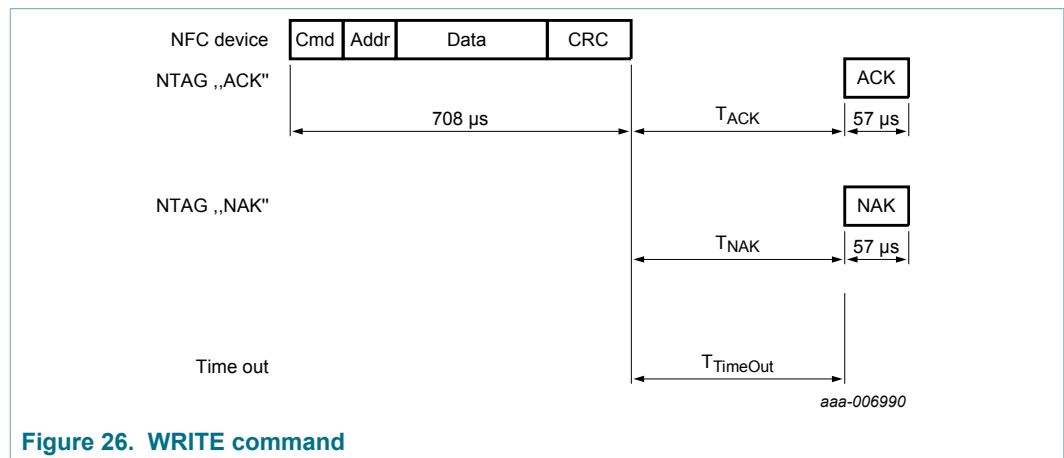 NFC device Cmd Addr Data CRC
NTAG ,,ACK" ACK
708 µs TACK 57 µs
NTAG ,,NAK" NAK
TNAK 57 µs
Time out TTimeOut
aaa-006990
Figure 26. WRITE command